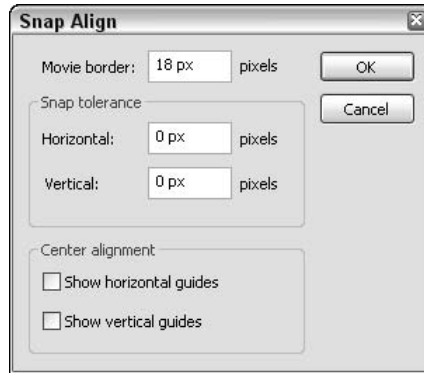 Snap Align
Movie border: 18 px pixels
OK
Snap tolerance
Cancel
Horizontal: 0 px pixels
Vertical: 0 px pixels
Center alignment
Show horizontal guides
Show vertical guides